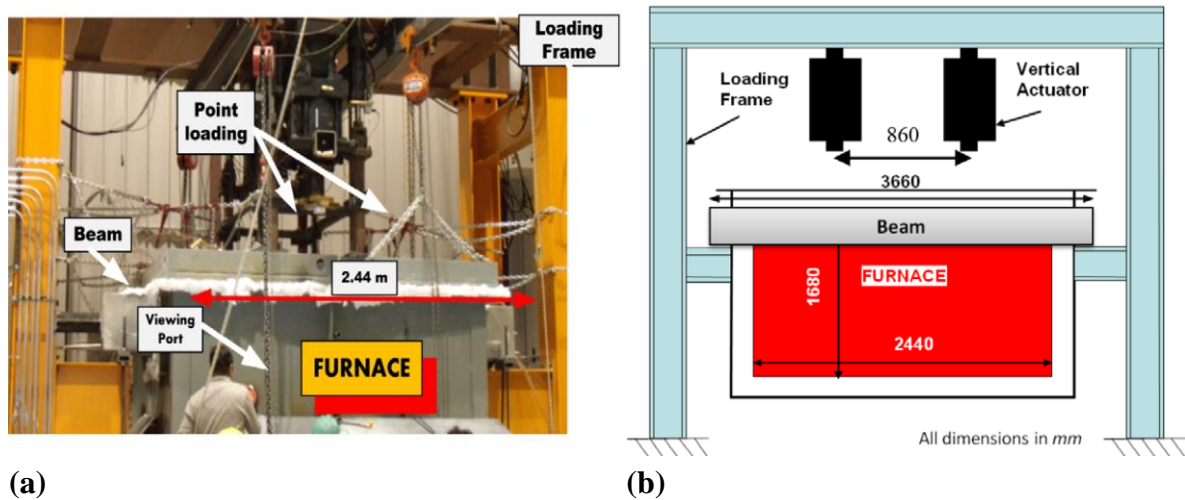 Loading
Frame
Point
loading
Beam
2.44 m
Viewing
Port
FURNACE
(a)
Loading
Frame
Vertical
Actuator
860
3660
Beam
FURNACE
1680
2440
All dimensions in mm
(b)